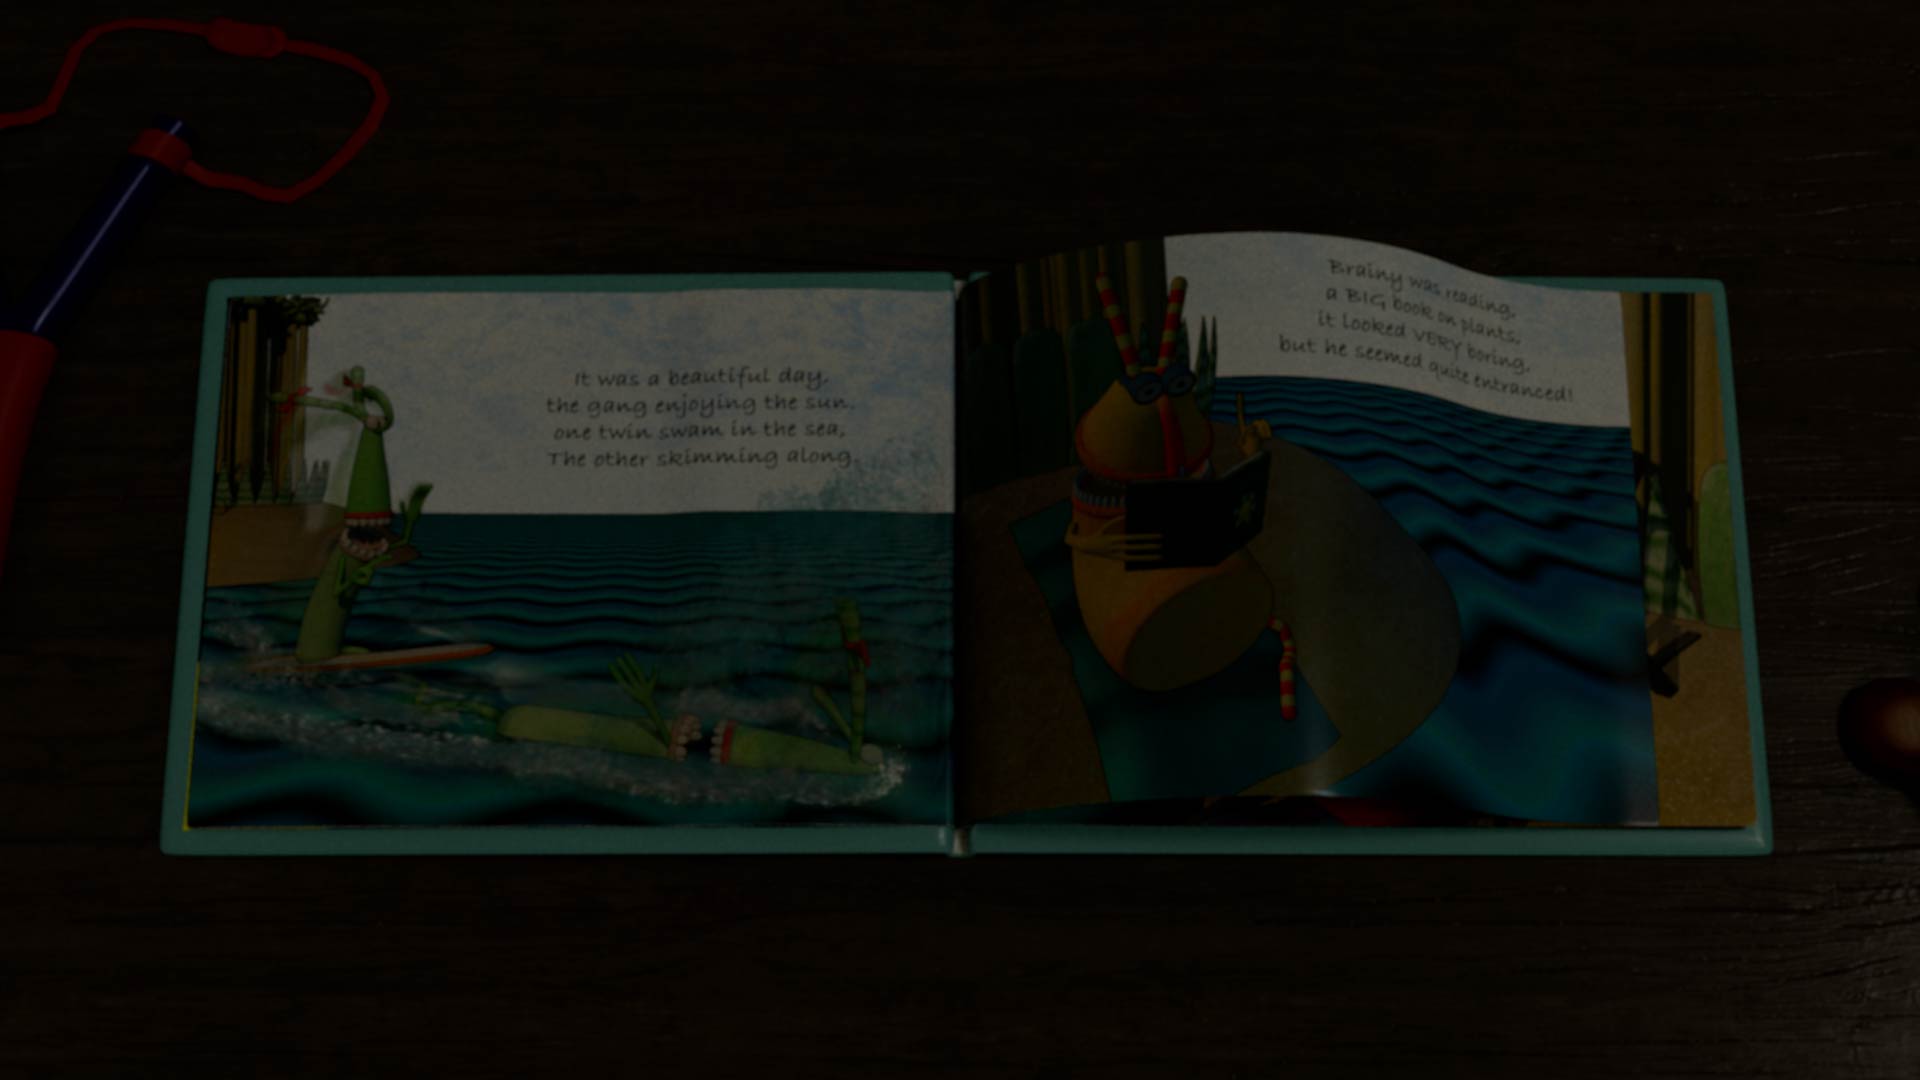 It was a beautiful day,
the gang enjoying the sun.
one twin swam in the sea,
The other skimming along.
Brainy was reading,
a BIG book on plants,
it looked VERY boring,
but he seemed quite entranced!